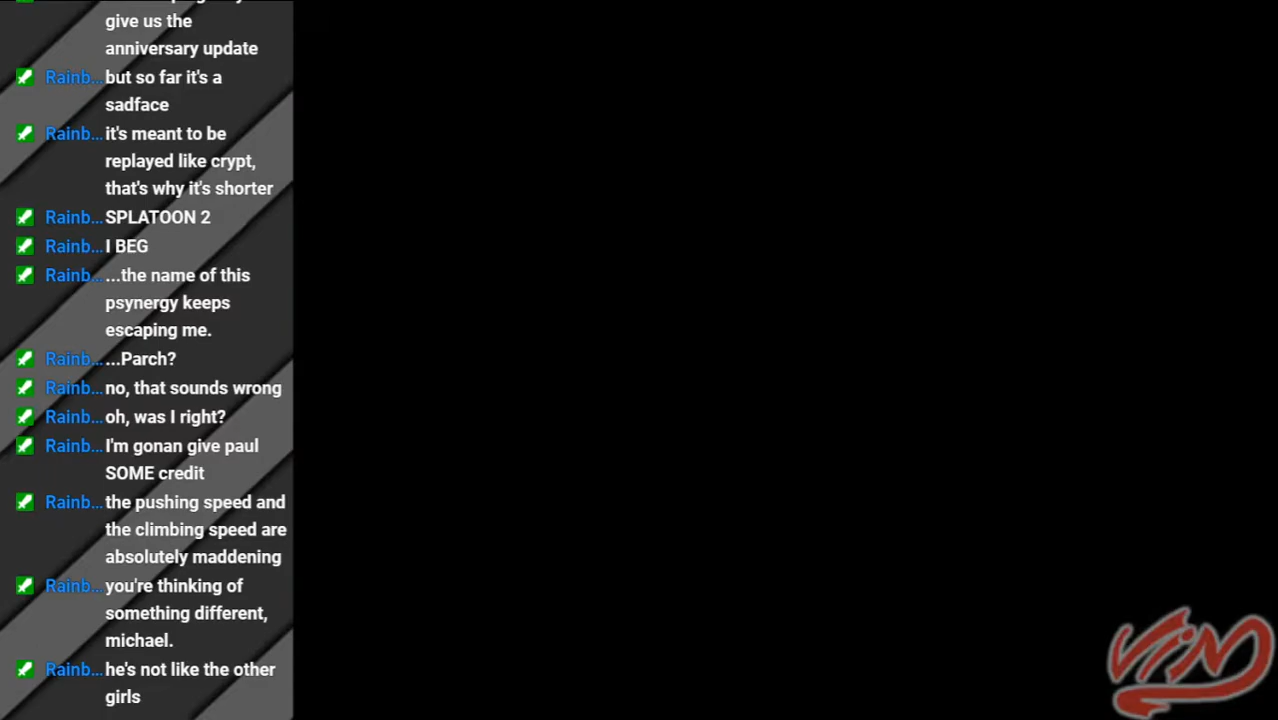 give us the
anniversary update
Rainb... but so far it's a
sadface
Rainb... it's meant to be
replayed like crypt,
that's why it's shorter
Rainb... SPLATOON 2
Rainb... I BEG
Rainb... ...the name of this
psynergy keeps
escaping me.
Rainb... ...Parch?
Rainb... no, that sounds wrong
Rainb... oh, was I right?
Rainb... I'm gonan give paul
SOME credit
Rainb... the pushing speed and
the climbing speed are
absolutely maddening
Rainb... you're thinking of
something different,
michael.
Rainb... he's not like the other
girls